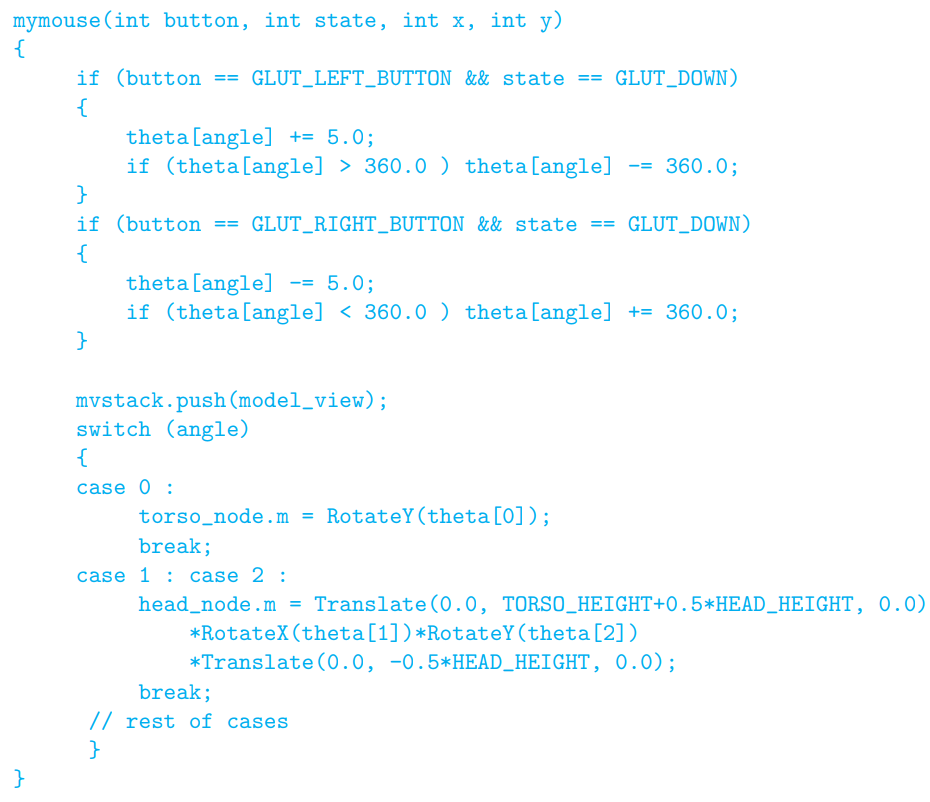 mymouse(int button, int state, int x, int y)
{
     if (button == GLUT_LEFT_BUTTON && state == GLUT_DOWN)
     {
         theta[angle] += 5.0;
         if (theta[angle] > 360.0 ) theta[angle] -= 360.0;
     }
     if (button == GLUT_RIGHT_BUTTON && state == GLUT_DOWN)
     {
         theta[angle] -= 5.0;
         if (theta[angle] < 360.0 ) theta[angle] += 360.0;
     }

     mvstack.push(model_view);
     switch (angle)
     {
     case 0 :
          torso_node.m = RotateY(theta[0]);
          break;
     case 1 : case 2 :
          head_node.m = Translate(0.0, TORSO_HEIGHT+0.5*HEAD_HEIGHT, 0.0)
              *RotateX(theta[1])*RotateY(theta[2])
              *Translate(0.0, -0.5*HEAD_HEIGHT, 0.0);
          break;
      // rest of cases
      }
}